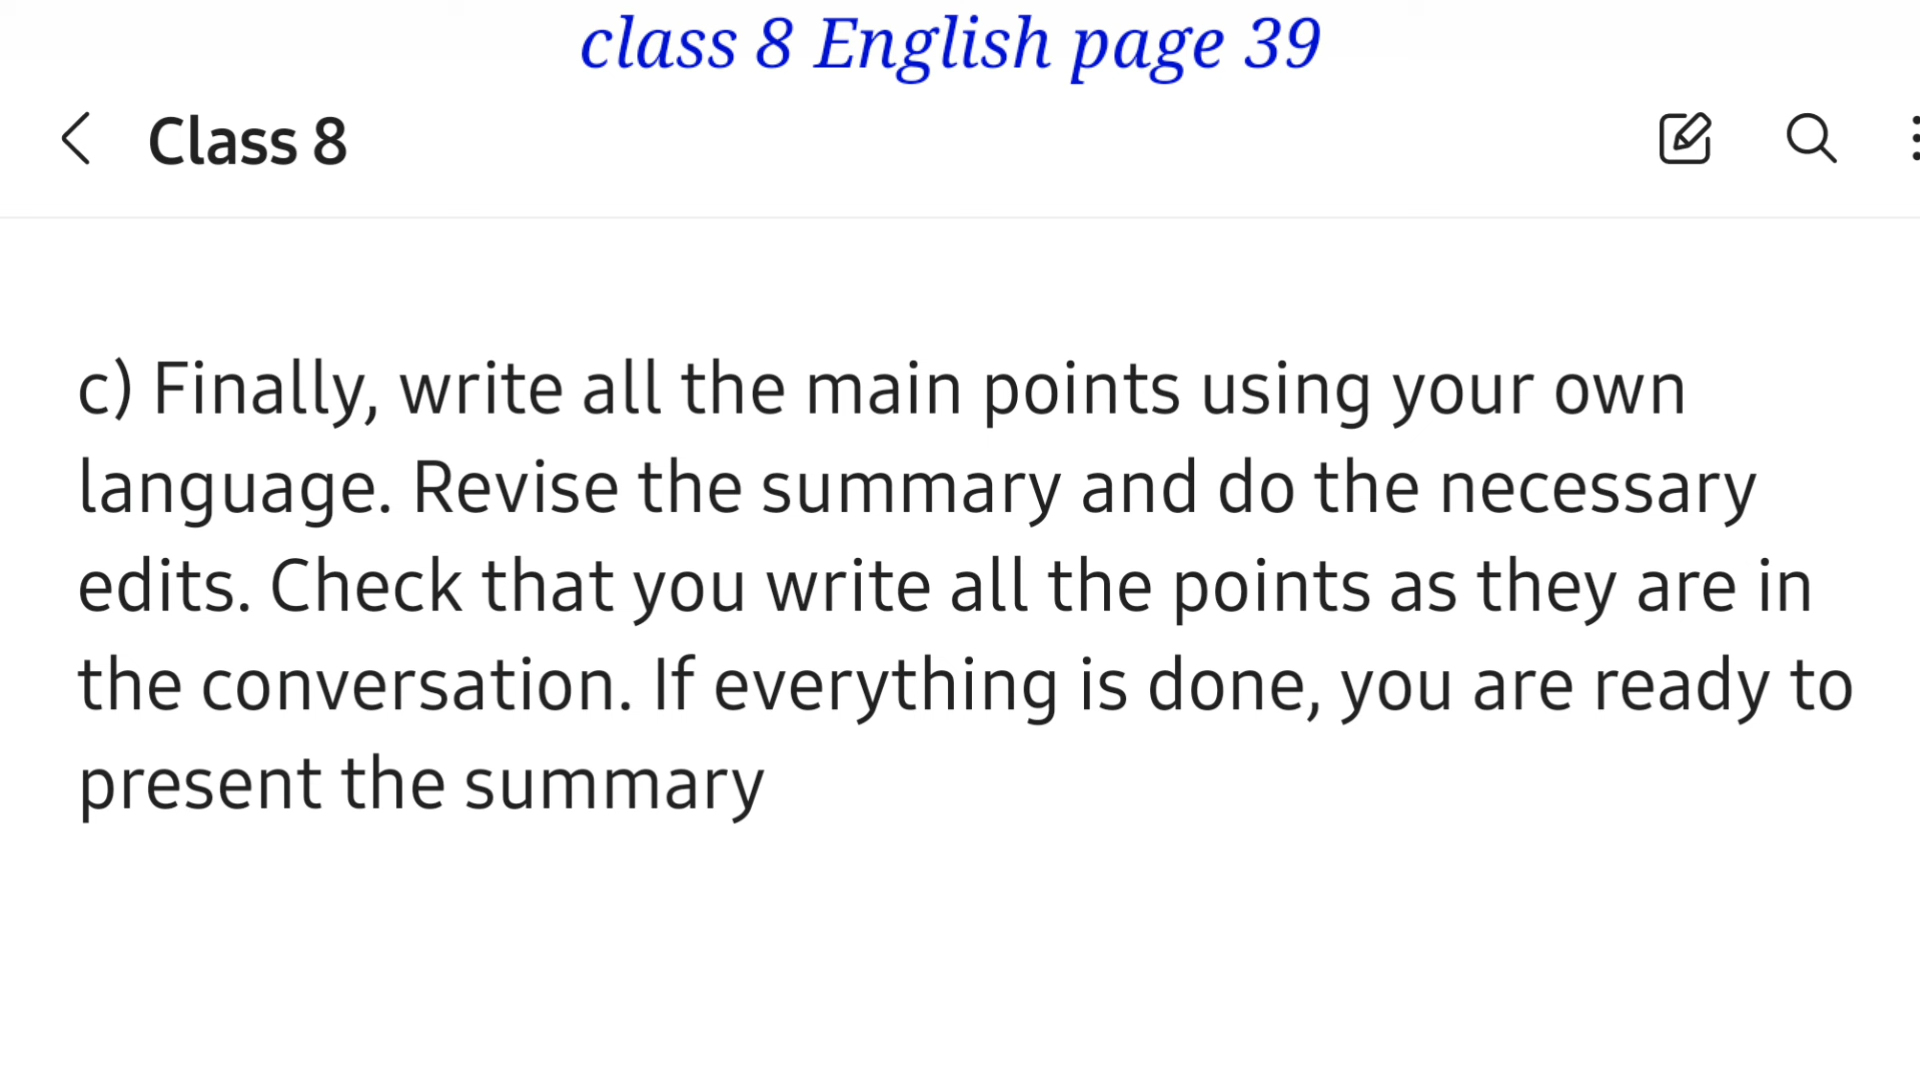 class 8 English page 39
Class 8
c) Finally, write all the main points using your own
language. Revise the summary and do the necessary
edits. Check that you write all the points as they are in
the conversation. If everything is done, you are ready to
present the summary